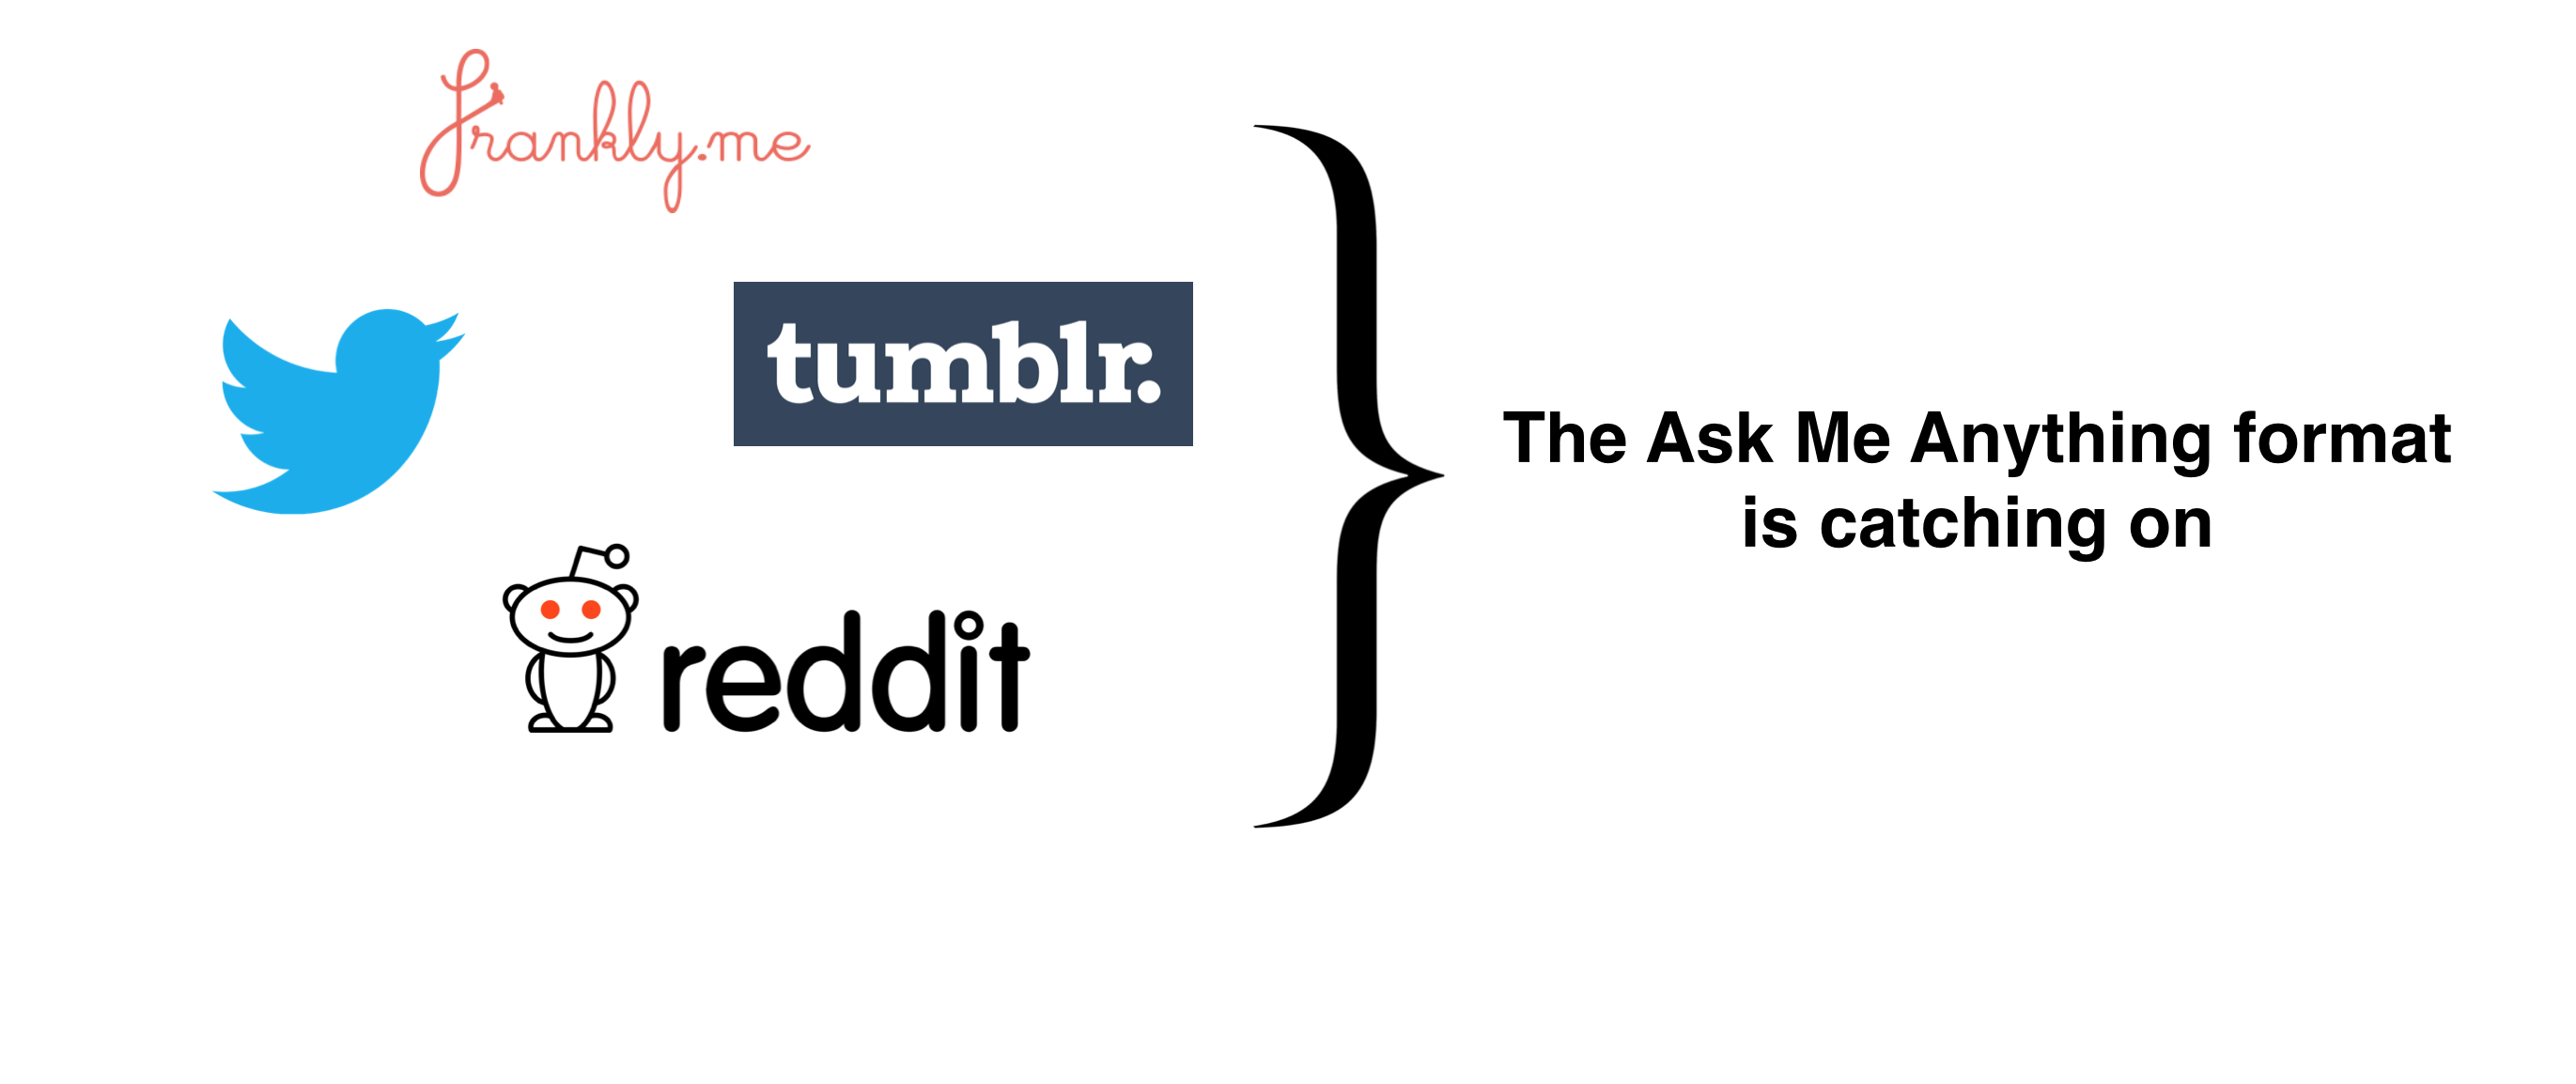 frankly.me
tumblr.
reddit
The Ask Me Anything format
is catching on